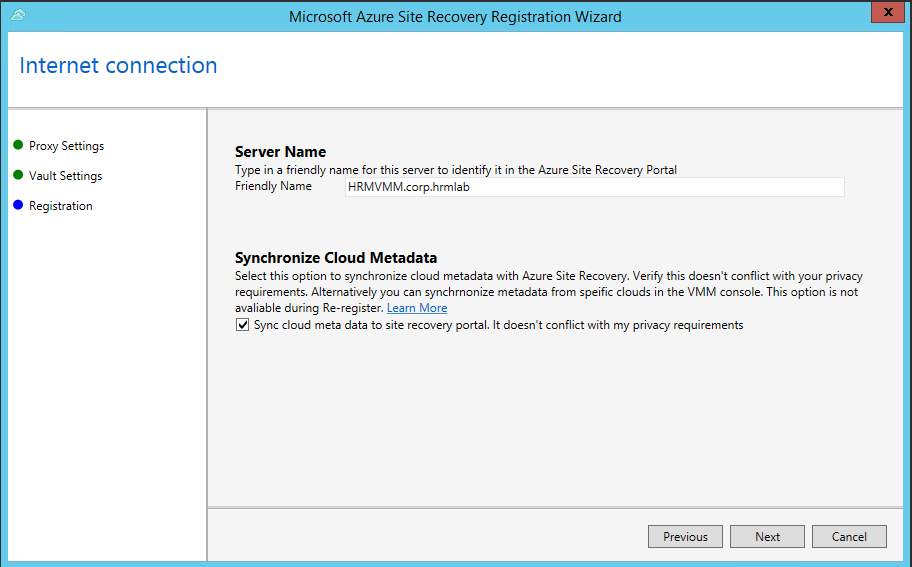 Microsoft Azure Site Recovery Registration Wizard
x
Internet connection
Proxy Settings
Vault Settings
Registration
Server Name
Type in a friendly name for this server to identify it in the Azure Site Recovery Portal
Friendly Name HRMVMM.corp.hrmlab
Synchronize Cloud Metadata
Select this option to synchronize cloud metadata with Azure Site Recovery. Verify this doesn't conflict with your privacy
requirements. Alternatively you can synchrnonize metadata from speific clouds in the VMM console. This option is not
avaliable during Re-register. Learn More
Sync cloud meta data to site recovery portal. It doesn't conflict with my privacy requirements
Previous Next Cancel